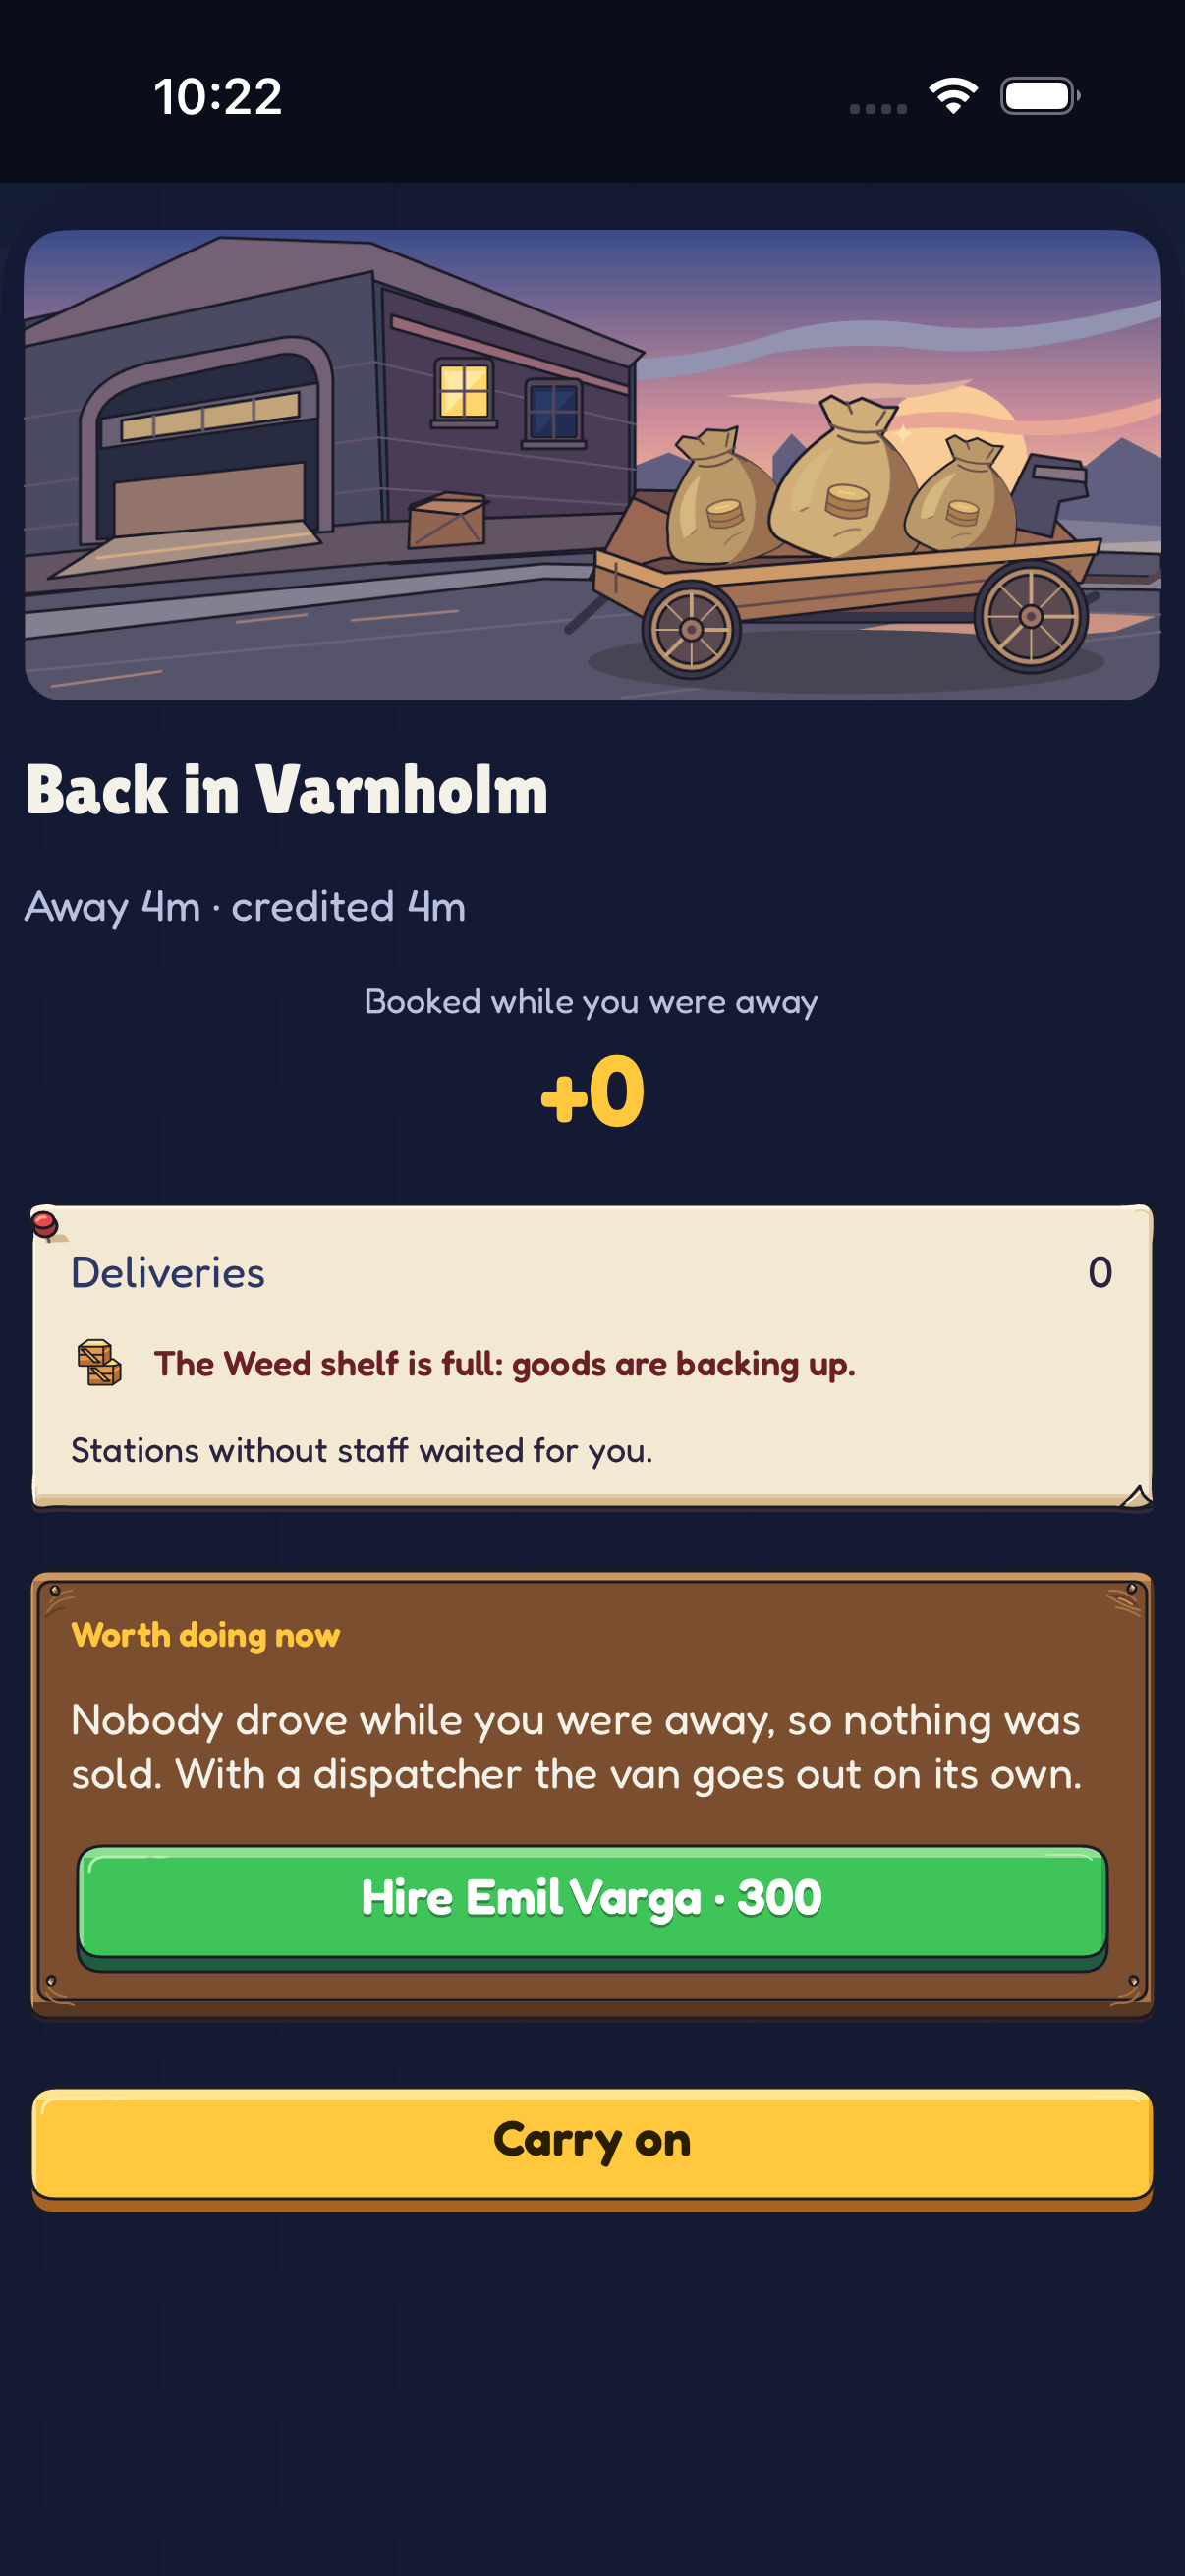 10:22
Back in Varnholm
Away 4m · credited 4m
Booked while you were away
+0
Deliveries 0
The Weed shelf is full: goods are backing up.
Stations without staff waited for you.
Worth doing now
Nobody drove while you were away, so nothing was
sold. With a dispatcher the van goes out on its own.
Hire Emil Varga · 300
Carry on